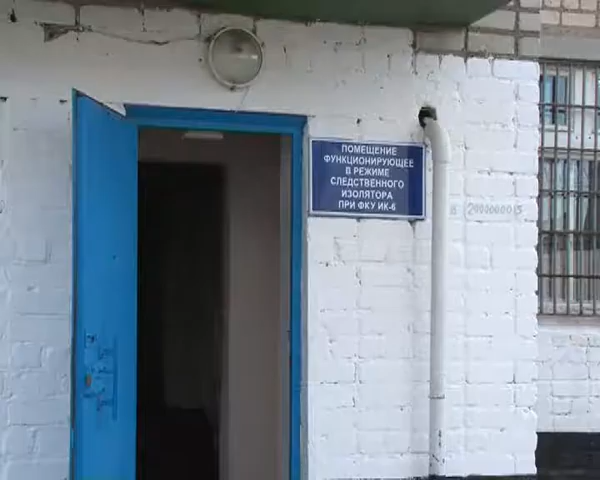 ПОМЕЩЕНИЕ
ФУНКЦИОНИРУЮЩЕЕ
В РЕЖИМЕ
СЛЕДСТВЕННОГО
ИЗОЛЯТОРА
ПРИ ФКУ ИК-6